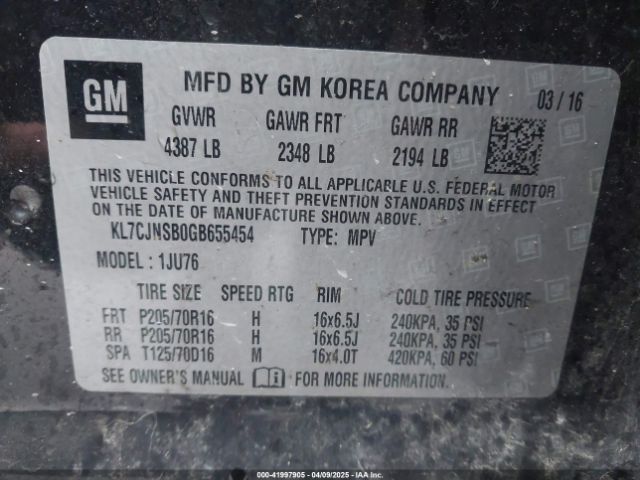 GM
MFD BY GM KOREA COMPANY 03 / 16
GVWR GAWR FRT GAWR RR
4387 LB 2348 LB 2194 LB
THIS VEHICLE CONFORMS TO ALL APPLICABLE U.S. FEDERAL MOTOR
VEHICLE SAFETY AND THEFT PREVENTION STANDARDS IN EFFECT
ON THE DATE OF MANUFACTURE SHOWN ABOVE.
KL7CJNSB0GB655454 TYPE: MPV
MODEL : 1JU76
TIRE SIZE SPEED RTG RIM COLD TIRE PRESSURE
FRT P205/70R16 H 16x6.5J 240KPA, 35 PSI
RR P205/70R16 H 16x6.5J 240KPA, 35 PSI
SPA T125/70D16 M 16x4.0T 420KPA, 60 PSI
SEE OWNER'S MANUAL FOR MORE INFORMATION.
000-41997905 - 04/09/2025 - IAAI.COM